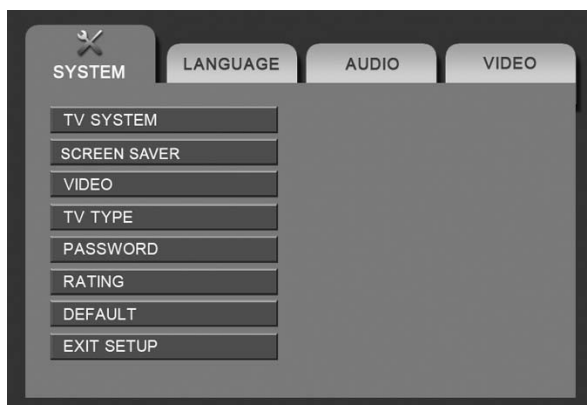 SYSTEM LANGUAGE AUDIO VIDEO
TV SYSTEM
SCREEN SAVER
VIDEO
TV TYPE
PASSWORD
RATING
DEFAULT
EXIT SETUP